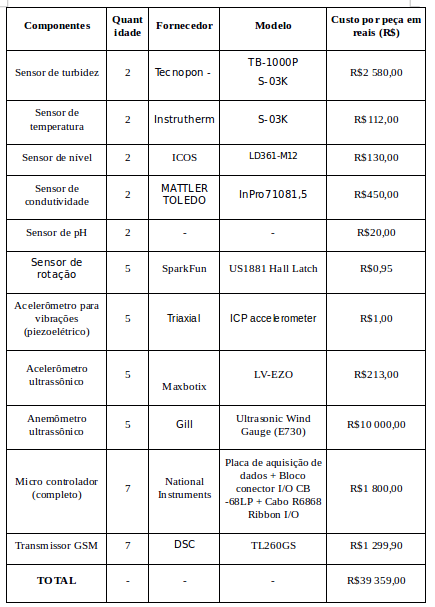 Componentes Quant Fornecedor Modelo Custo por peça em
idade reais (R$)
Sensor de turbidez 2 Tecnopon - TB-1000P R$2 580,00
S-03K
Sensor de
temperatura 2 Instrutherm S-03K R$112,00
Sensor de nível 2 ICOS LD361-M12 R$130,00
Sensor de
condutividade 2 MATTLER
TOLEDO InPro71081,5 R$450,00
Sensor de pH 2 - - R$20,00
Sensor de
rotação 5 SparkFun US1881 Hall Latch R$0,95
Acelerômetro para
vibrações
(piezoelétrico) 5 Triaxial ICP accelerometer R$1,00
Acelerômetro
ultrassônico 5 Maxbotix LV-EZO R$213,00
Anemômetro
ultrassônico 5 Gill Ultrasonic Wind
Gauge (E730) R$10 000,00
Micro controlador
(completo) 7 National
Instruments Placa de aquisição de
dados + Bloco
conector I/O CB
-68LP + Cabo R6868
Ribbon I/O R$1 800,00
Transmissor GSM 7 DSC TL260GS R$1 299,90
TOTAL - - - R$39 359,00